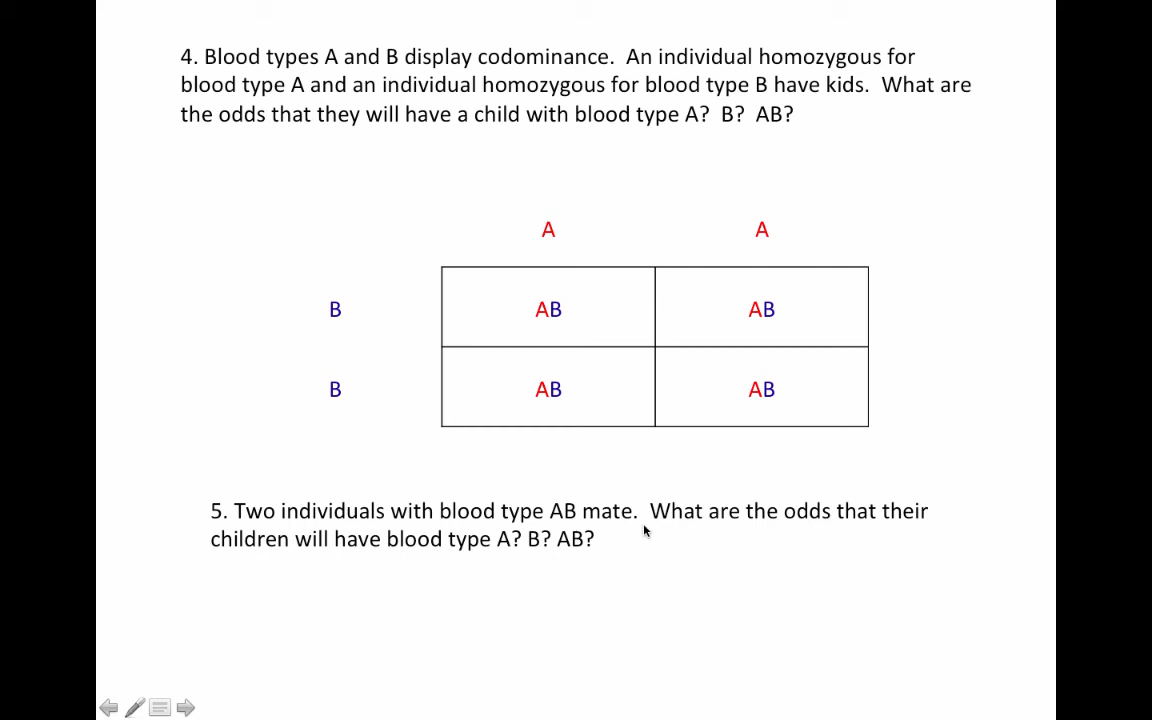 4. Blood types A and B display codominance.  An individual homozygous for
blood type A and an individual homozygous for blood type B have kids.  What are
the odds that they will have a child with blood type A?  B?  AB?
A A
B AB AB
B AB AB
5. Two individuals with blood type AB mate.  What are the odds that their
children will have blood type A? B? AB?